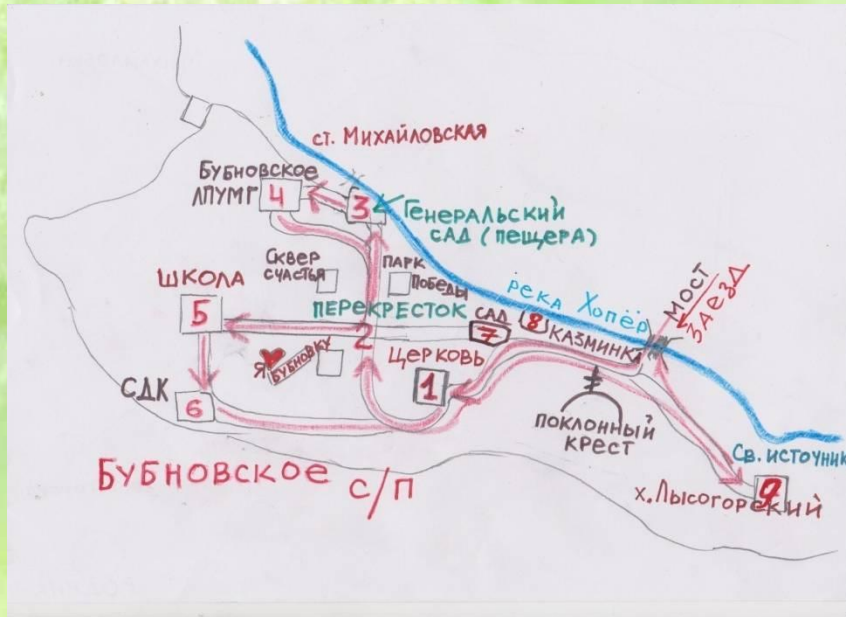 ст. Михайловская
Бубновское
ЛПУМГ
4
3
Генеральский
сад (пещера)
Сквер
счастья
парк
Победы
Школа
5
перекресток
2
сад
7
8
Казминка
река Хопёр
мост
заезд
Я
Бубновку
Церковь
1
СДК
6
Поклонный
крест
Св. источник
9
х. Лысогорский
Бубновское с/п